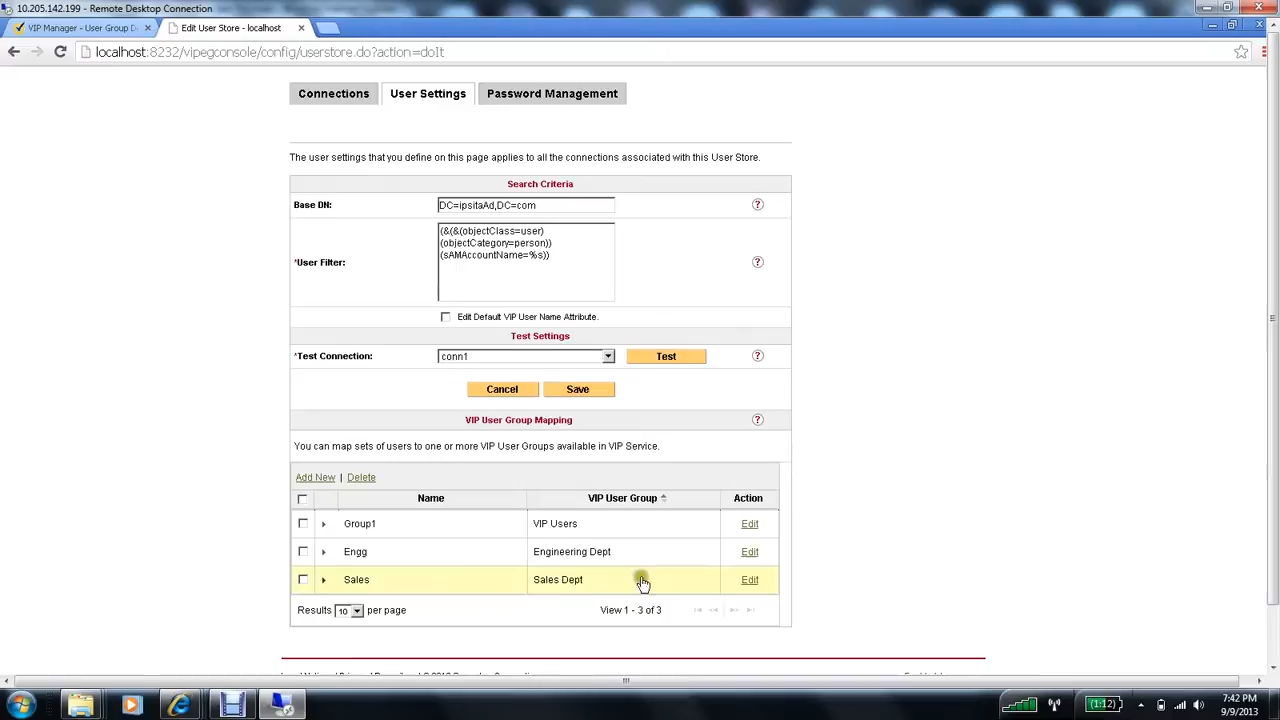 10.205.142.199 - Remote Desktop Connection
VIP Manager - User Group D
Edit User Store - localhost
localhost:8232/vipegconsole/config/userstore.do?action=doIt
Connections User Settings Password Management
The user settings that you define on this page applies to all the connections associated with this User Store.
Search Criteria
Base DN: DC=ipsitaAd,DC=com ?
*User Filter: ?
(&(&(objectClass=user)
(objectCategory=person))
(sAMAccountName=%s))
Edit Default VIP User Name Attribute.
Test Settings
*Test Connection: conn1 Test ?
Cancel Save
VIP User Group Mapping ?
You can map sets of users to one or more VIP User Groups available in VIP Service.
Add New | Delete
Name VIP User Group Action
Group1 VIP Users Edit
Engg Engineering Dept Edit
Sales Sales Dept Edit
Results 10 per page View 1 - 3 of 3
(1:12) 7:42 PM
9/9/2013